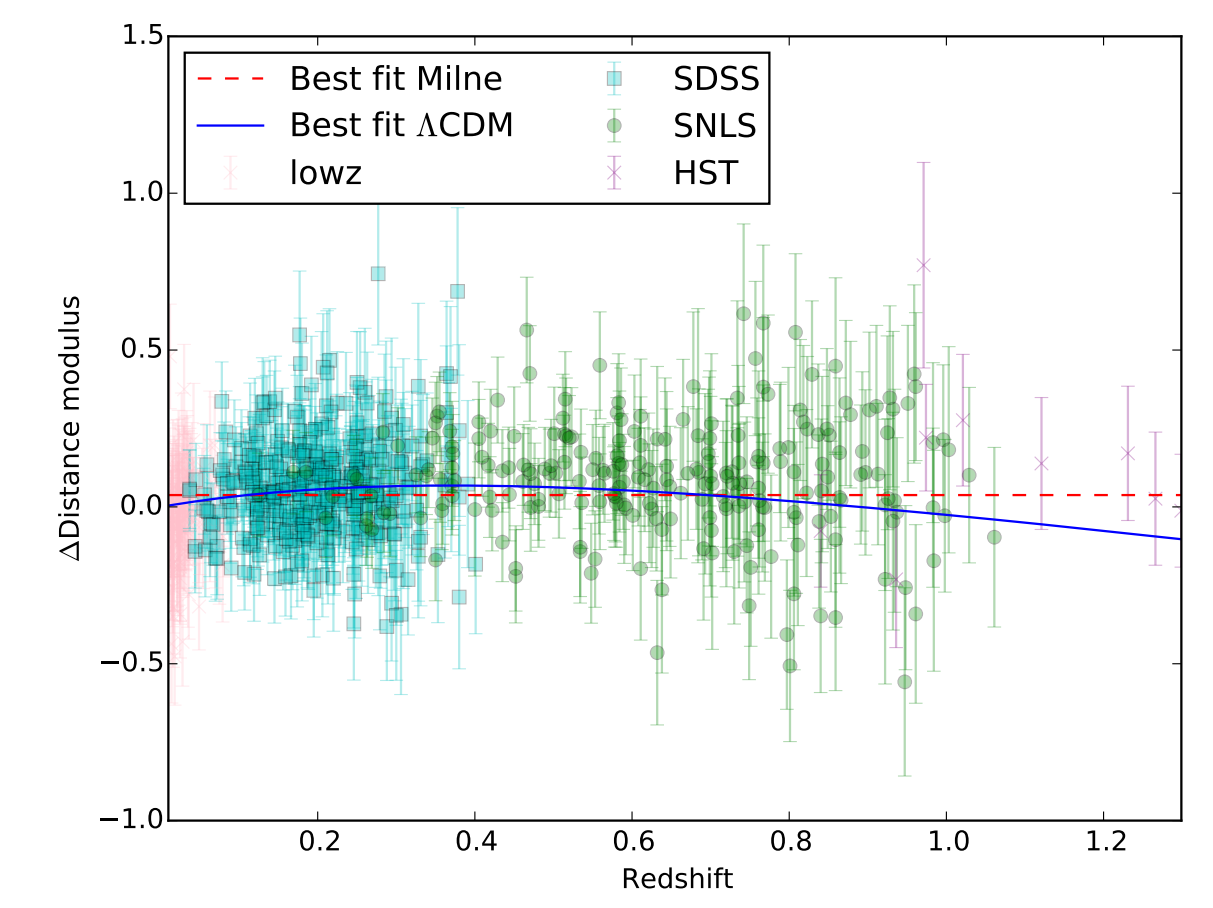 1.5
1.0
0.5
0.0
−0.5
−1.0
ΔDistance modulus
Best fit Milne
Best fit ΛCDM
lowz
SDSS
SNLS
HST
0.2 0.4 0.6 0.8 1.0 1.2
Redshift